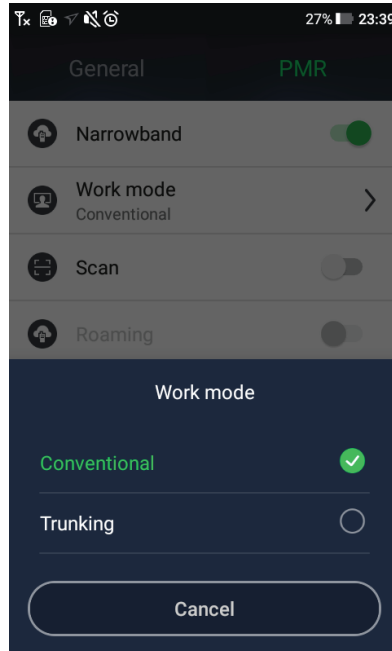 27% 23:39
General PMR
Narrowband
Work mode
Conventional
Scan
Roaming
Work mode
Conventional
Trunking
Cancel